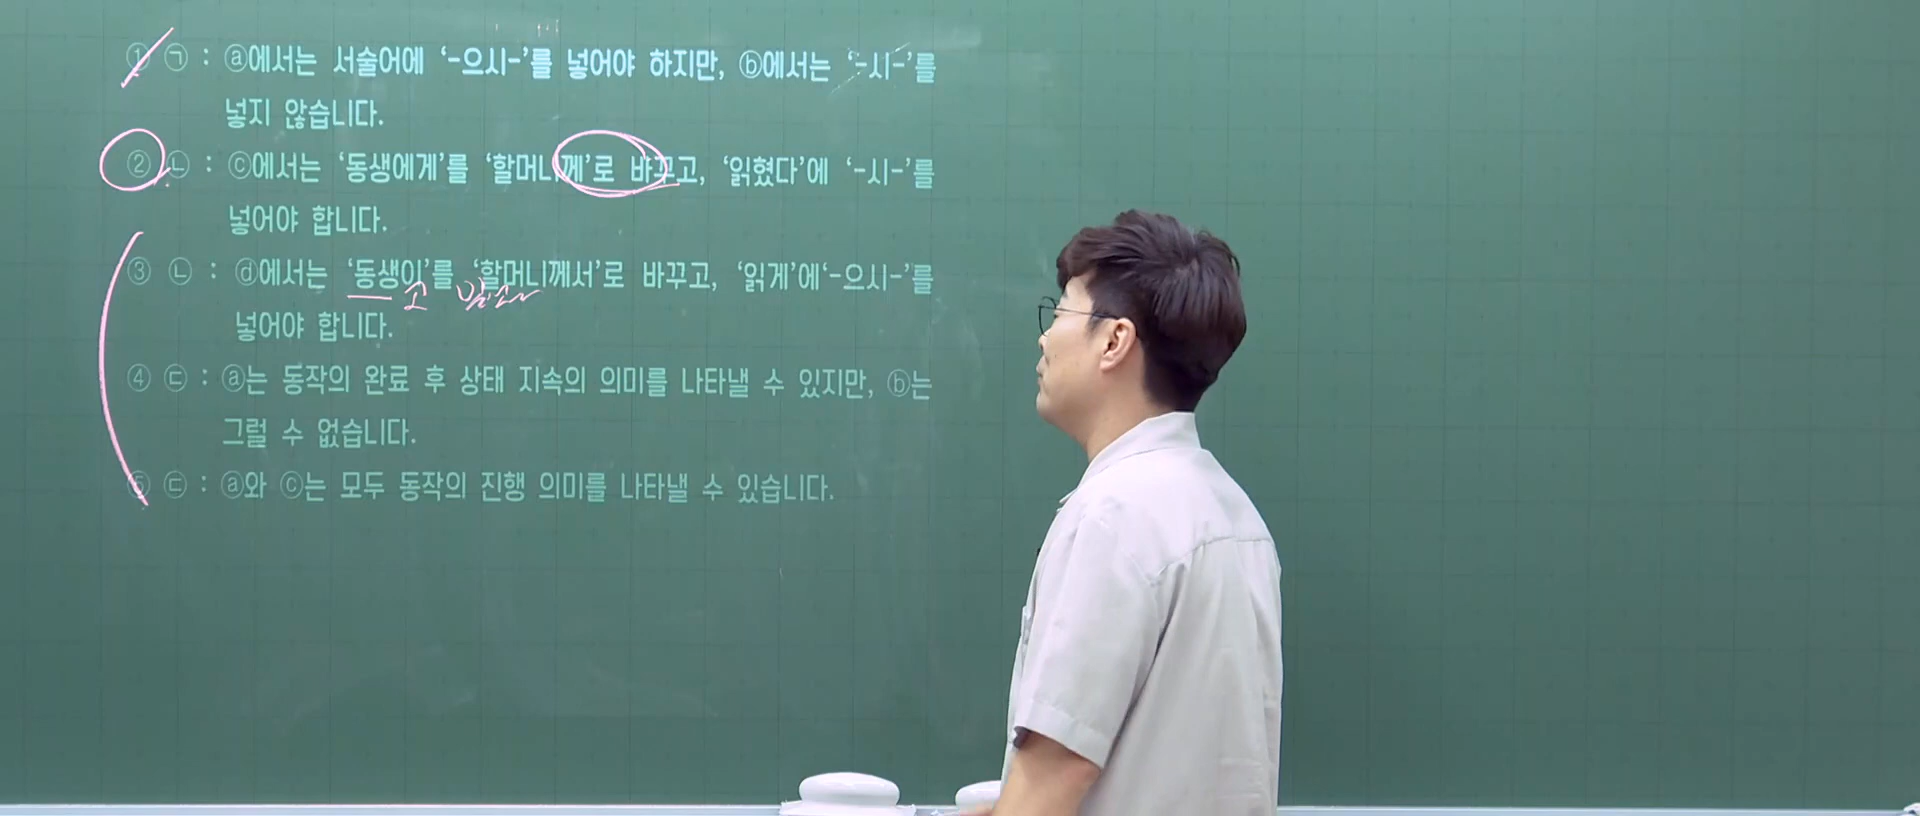 ① ㄱ : ⓐ에서는 서술어에 ‘-으시-’를 넣어야 하지만, ⓑ에서는 ‘-시-’를
넣지 않습니다.
② ㄴ : ⓒ에서는 ‘동생에게’를 ‘할머니께’로 바꾸고, ‘읽혔다’에 ‘-시-’를
넣어야 합니다.
③ ㄴ : ⓓ에서는 ‘동생이’를 ‘할머니께서’로 바꾸고, ‘읽게’에‘-으시-’를
넣어야 합니다.
④ ㄷ : ⓐ는 동작의 완료 후 상태 지속의 의미를 나타낼 수 있지만, ⓑ는
그럴 수 없습니다.
⑤ ㄷ : ⓐ와 ⓒ는 모두 동작의 진행 의미를 나타낼 수 있습니다.